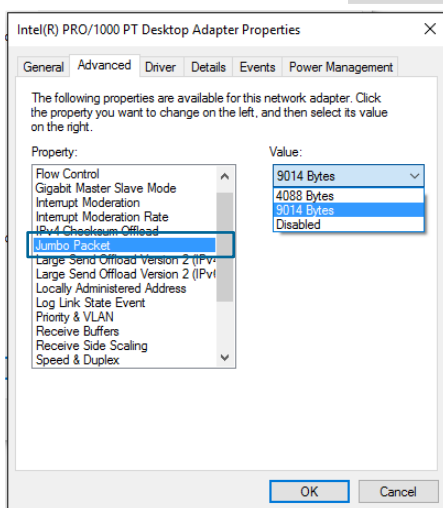 Intel(R) PRO/1000 PT Desktop Adapter Properties
General Advanced Driver Details Events Power Management
The following properties are available for this network adapter. Click
the property you want to change on the left, and then select its value
on the right.
Property:
Value:
Flow Control
Gigabit Master Slave Mode
Interrupt Moderation
Interrupt Moderation Rate
IPv4 Checksum Offload
Jumbo Packet
Large Send Offload Version 2 (IPv4
Large Send Offload Version 2 (IPv
Locally Administered Address
Log Link State Event
Priority & VLAN
Receive Buffers
Receive Side Scaling
Speed & Duplex
9014 Bytes
4088 Bytes
9014 Bytes
Disabled
OK Cancel